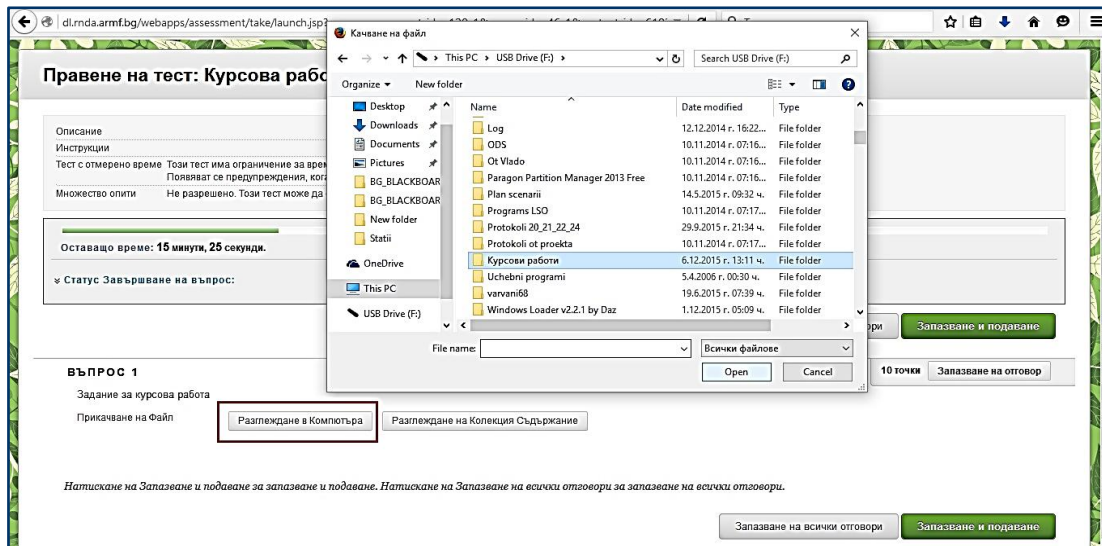 dl.rnda.armf.bg/webapps/assessment/take/launch.jsp?
Правене на тест: Курсова рабо
Описание
Инструкции
Тест с отмерено време Този тест има ограничение за врем
Появяват се предупреждения, кога
Множество опити Не разрешено. Този тест може да
Оставащо време: 15 минути, 25 секунди.
Статус Завършване на въпрос:
Качване на файл
This PC > USB Drive (F:) >
Search USB Drive (F:)
Organize
New folder
Desktop
Downloads
Documents
Pictures
BG_BLACKBOAR
BG_BLACKBOAR
New folder
Statii
OneDrive
This PC
USB Drive (F:)
Name Date modified Type
Log 12.12.2014 г. 16:22... File folder
ODS 10.11.2014 г. 07:16... File folder
Ot Vlado 10.11.2014 г. 07:16... File folder
Paragon Partition Manager 2013 Free 10.11.2014 г. 07:16... File folder
Plan scenarii 14.5.2015 г. 09:32 ч. File folder
Programs LSO 10.11.2014 г. 07:17... File folder
Protokoli 20_21_22_24 29.9.2015 г. 21:34 ч. File folder
Protokoli ot proekta 10.11.2014 г. 07:17... File folder
Курсови работи 6.12.2015 г. 13:11 ч. File folder
Uchebni programi 5.4.2006 г. 00:30 ч. File folder
varvani68 19.6.2015 г. 07:39 ч. File folder
Windows Loader v2.2.1 by Daz 1.12.2015 г. 05:09 ч. File folder
File name:
Всички файлове
Open
Cancel
ори
Запазване и подаване
ВЪПРОС 1
10 точки
Запазване на отговор
Задание за курсова работа
Прикачване на Файл
Разглеждане в Компютъра
Разглеждане на Колекция Съдържание
Натискане на Запазване и подаване за запазване и подаване. Натискане на Запазване на всички отговори за запазване на всички отговори.
Запазване на всички отговори
Запазване и подаване